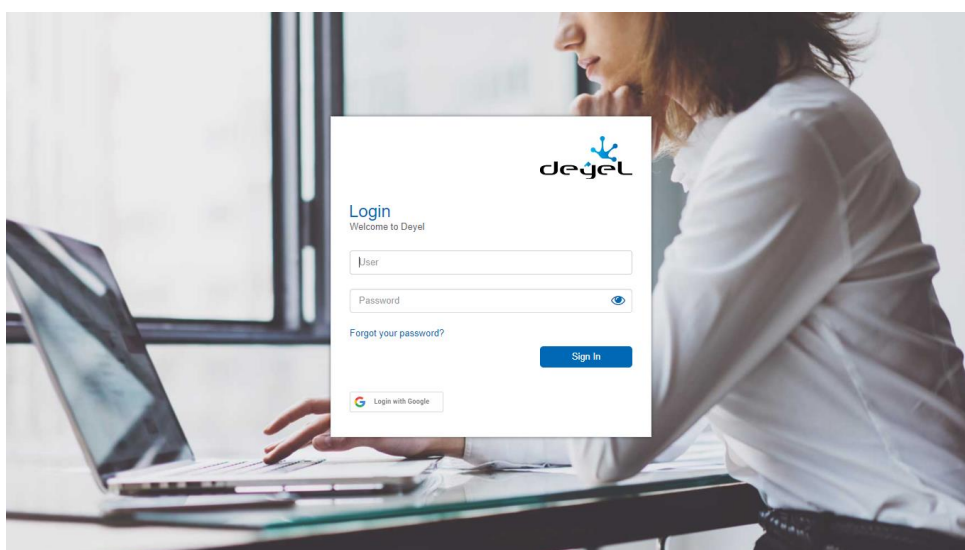 deyel
Login
Welcome to Deyel
User
Password
Forgot your password?
Sign In
Login with Google